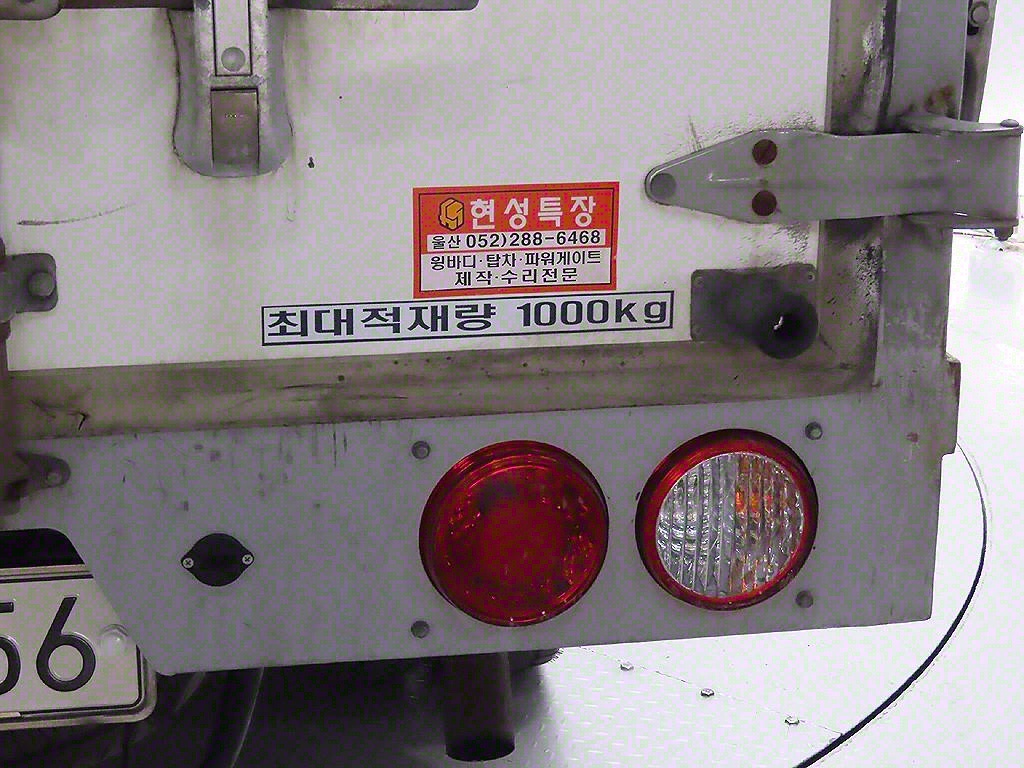 현성특장
울산 052)288-6468
윙바디·탑차·파워게이트
제작·수리전문
최대적재량 1000kg
56